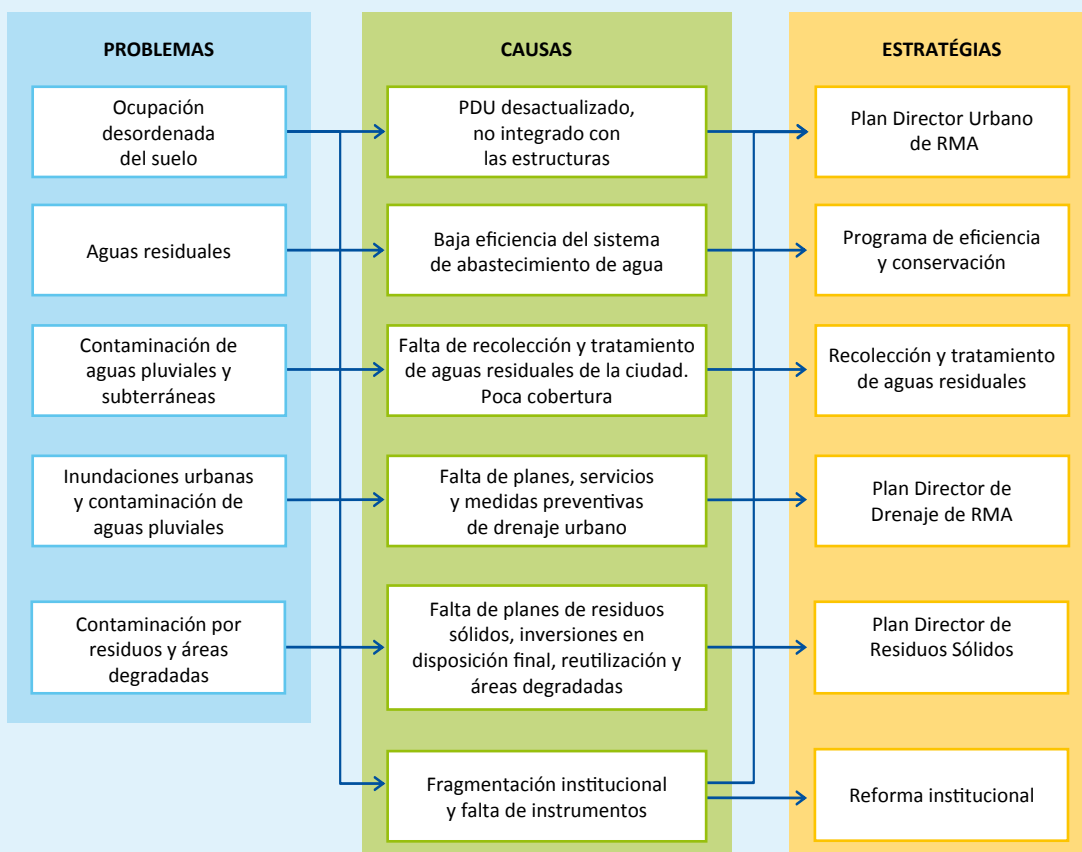 PROBLEMAS
Ocupación
desordenada
del suelo
Aguas residuales
Contaminación de
aguas pluviales y
subterráneas
Inundaciones urbanas
y contaminación de
aguas pluviales
Contaminación por
residuos y áreas
degradadas
CAUSAS
PDU desactualizado,
no integrado con
las estructuras
Baja eficiencia del sistema
de abastecimiento de agua
Falta de recolección y tratamiento
de aguas residuales de la ciudad.
Poca cobertura
Falta de planes, servicios
y medidas preventivas
de drenaje urbano
Falta de planes de residuos
sólidos, inversiones en
disposición final, reutilización y
áreas degradadas
Fragmentación institucional
y falta de instrumentos
ESTRATÉGIAS
Plan Director Urbano
de RMA
Programa de eficiencia
y conservación
Recolección y tratamiento
de aguas residuales
Plan Director de
Drenaje de RMA
Plan Director de
Residuos Sólidos
Reforma institucional